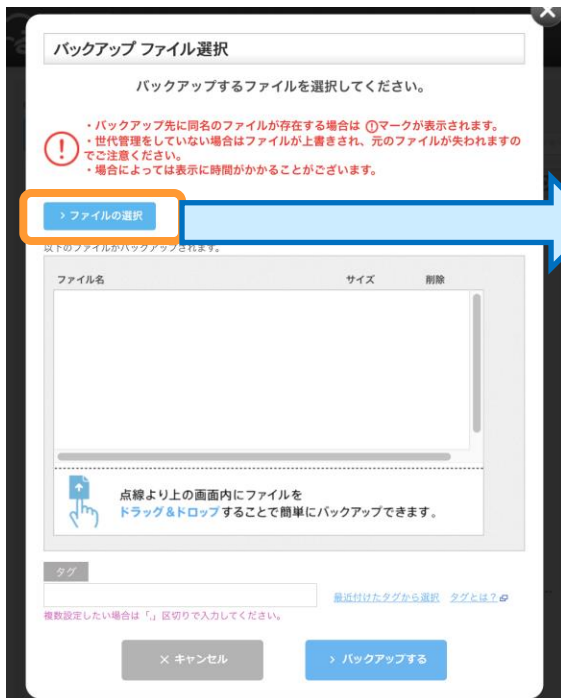 バックアップ ファイル選択
バックアップするファイルを選択してください。
・バックアップ先に同名のファイルが存在する場合は ①マークが表示されます。
・世代管理をしていない場合はファイルが上書きされ、元のファイルが失われますの
でご注意ください。
・場合によっては表示に時間がかかることがございます。
> ファイルの選択
以下のファイルがバックアップされます。
ファイル名 サイズ 削除
点線より上の画面内にファイルを
ドラッグ&ドロップすることで簡単にバックアップできます。
タグ
最近付けたタグから選択 タグとは?
複数設定したい場合は「,」区切りで入力してください。
× キャンセル > バックアップする